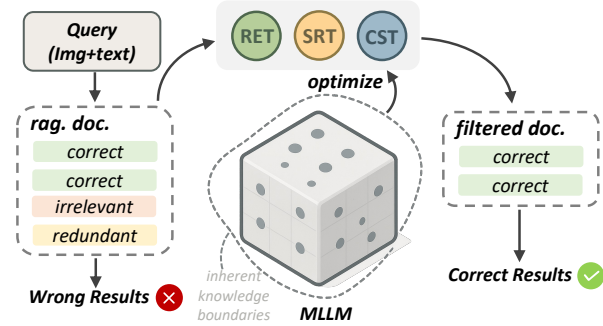 Query
(Img+text)
RET
SRT
CST
optimize
rag. doc.
correct
correct
irrelevant
redundant
Wrong Results
inherent
knowledge
boundaries
MLLM
filtered doc.
correct
correct
Correct Results